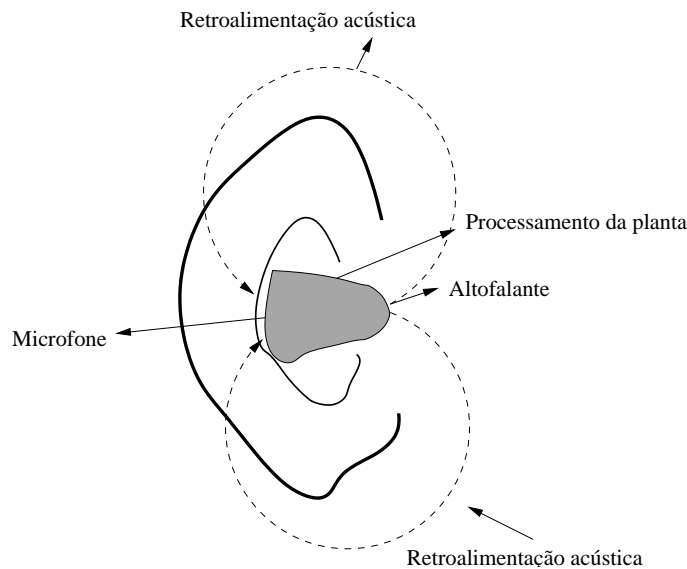 Retroalimentação acústica
Processamento da planta
Altofalante
Microfone
Retroalimentação acústica